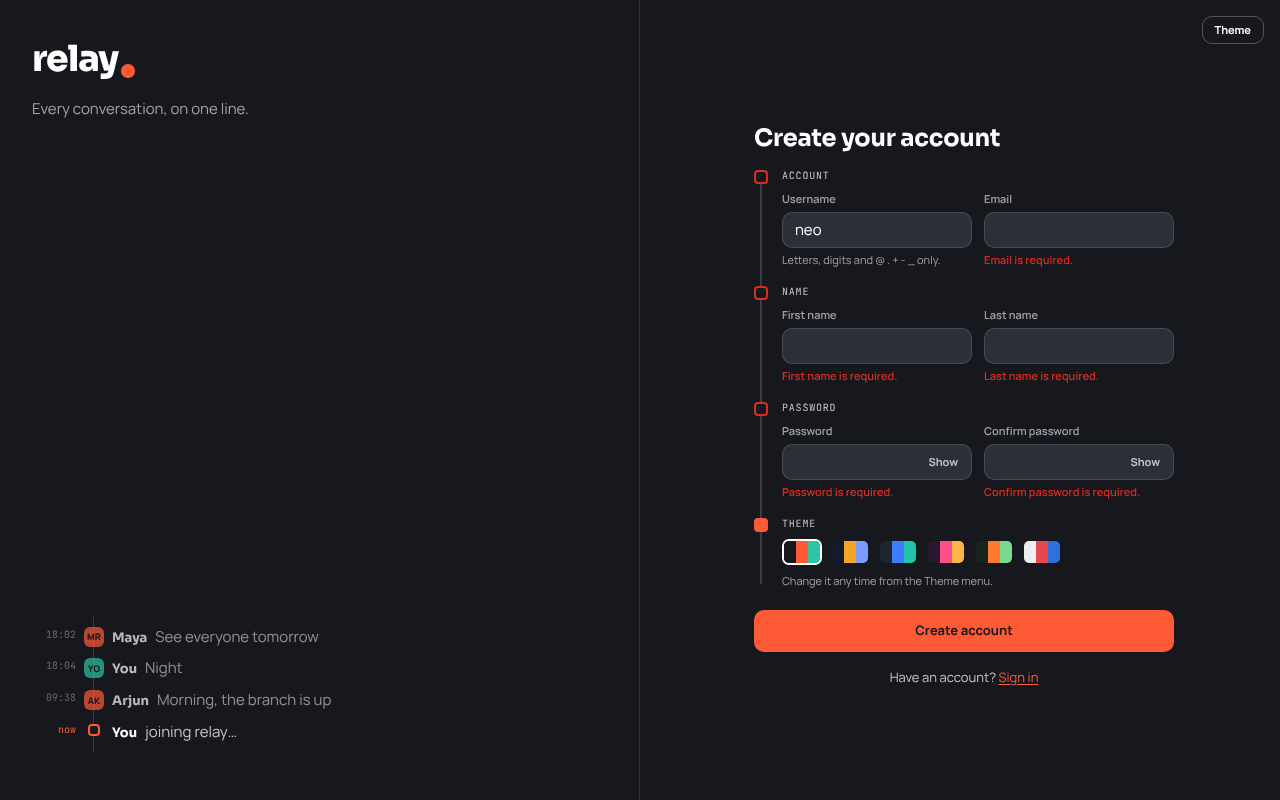 relay.
Every conversation, on one line.
18:02 MR Maya See everyone tomorrow
18:04 YO You Night
09:38 AK Arjun Morning, the branch is up
now You joining relay…
Theme
Create your account
ACCOUNT
Username Email
neo
Letters, digits and @ . + - _ only. Email is required.
NAME
First name Last name
First name is required. Last name is required.
PASSWORD
Password Confirm password
Show Show
Password is required. Confirm password is required.
THEME
Change it any time from the Theme menu.
Create account
Have an account? Sign in